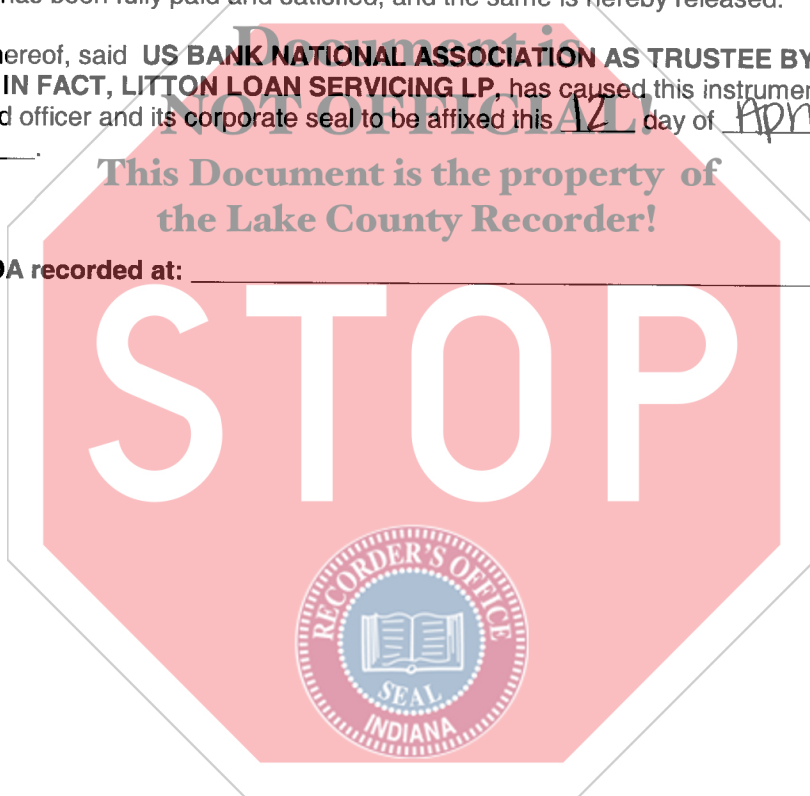 has been fully paid and satisfied, and the same is hereby released.
Document is
ereof, said US BANK NATIONAL ASSOCIATION AS TRUSTEE BY
IN FACT, LITTON LOAN SERVICING LP, has caused this instrumen
NOT OFFICIAL!
d officer and its corporate seal to be affixed this 12 day of Apri
This Document is the property of
the Lake County Recorder!
A recorded at:
STOP
RECORDER'S OFFICE
SEAL
INDIANA